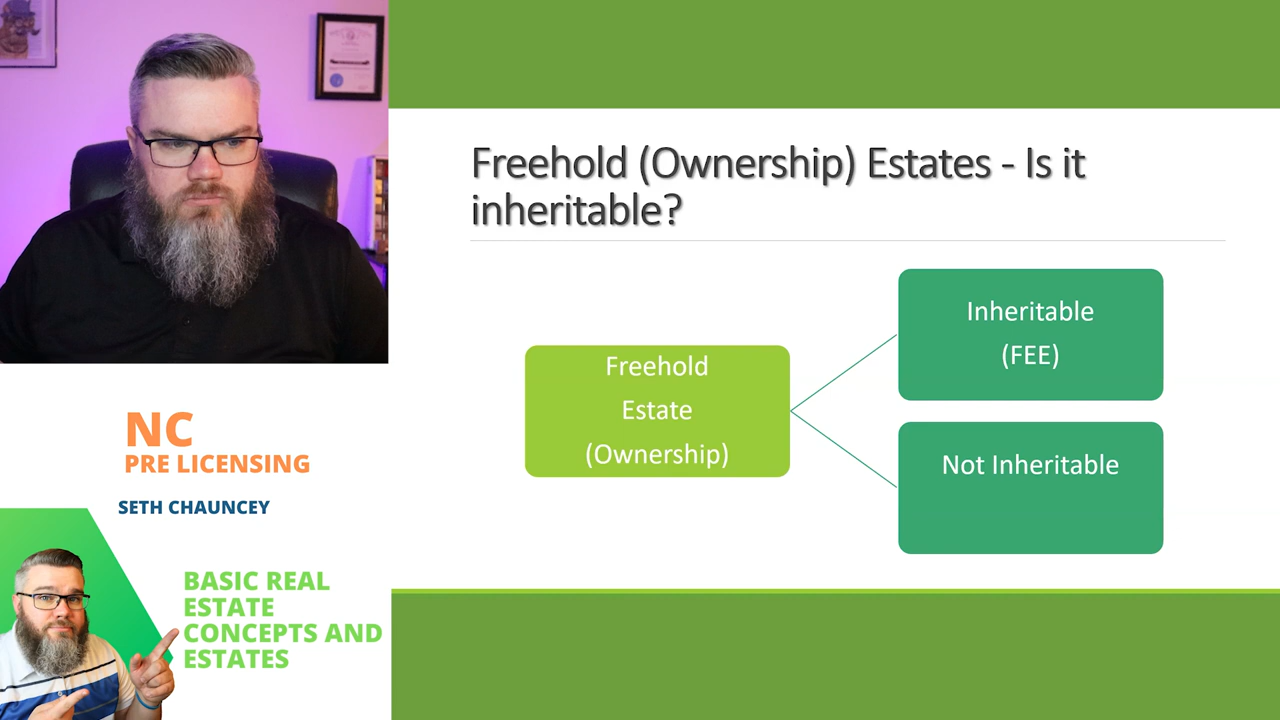 Freehold (Ownership) Estates - Is it
inheritable?
Freehold
Estate
(Ownership)
Inheritable
(FEE)
Not Inheritable
NC
PRE LICENSING
SETH CHAUNCEY
BASIC REAL
ESTATE
CONCEPTS AND
ESTATES